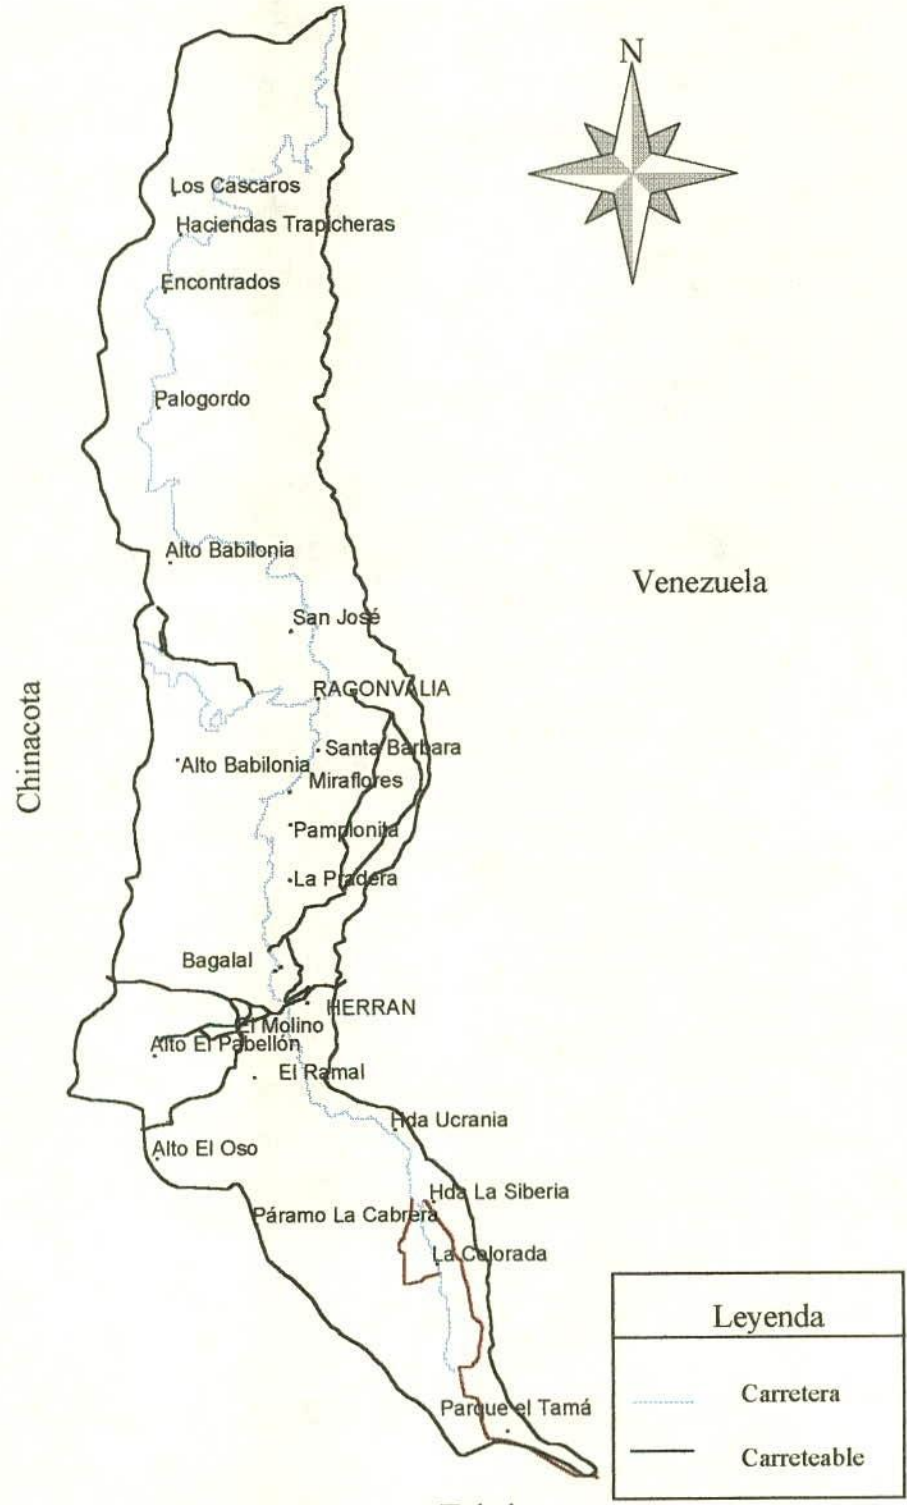 N
Los Cascaros
Haciendas Trapicheras
Encontrados
Palogordo
Alto Babilonia
Venezuela
San José
Chinacota
RAGONVALIA
Santa Barbara
Alto Babilonia
Miraflores
Pamplonita
La Pradera
Bagalal
HERRAN
El Molino
Alto El Pabellón
El Ramal
Hda Ucrania
Alto El Oso
Hda La Siberia
Páramo La Cabrera
La Colorada
Leyenda
Carretera
Carreteable
Parque el Tamá